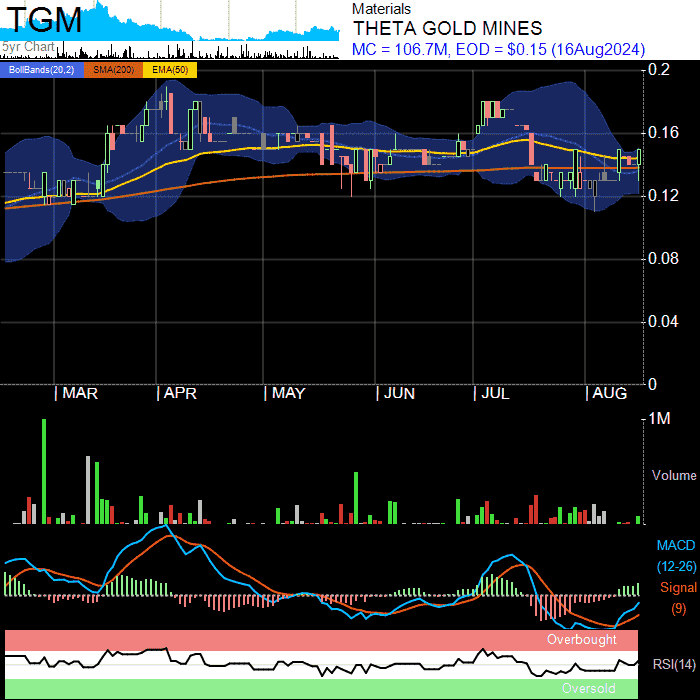 TGM
5yr Chart
Materials
THETA GOLD MINES
MC = 106.7M, EOD = $0.15 (16Aug2024)
BollBands(20,2) SMA(200) EMA(50)
0.2
0.16
0.12
0.08
0.04
0
| MAR | APR | MAY | JUN | JUL | AUG
1M
Volume
MACD
(12-26)
Signal
(9)
Overbought
RSI(14)
Oversold